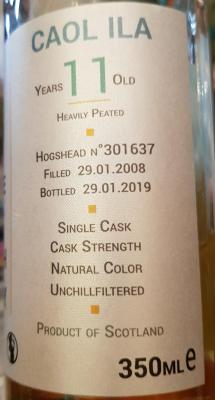 CAOL ILA
YEARS 11 OLD
HEAVILY PEATED
HOGSHEAD N°301637
FILLED 29.01.2008
BOTTLED 29.01.2019
SINGLE CASK
CASK STRENGTH
NATURAL COLOR
UNCHILLFILTERED
PRODUCT OF SCOTLAND
350ML e